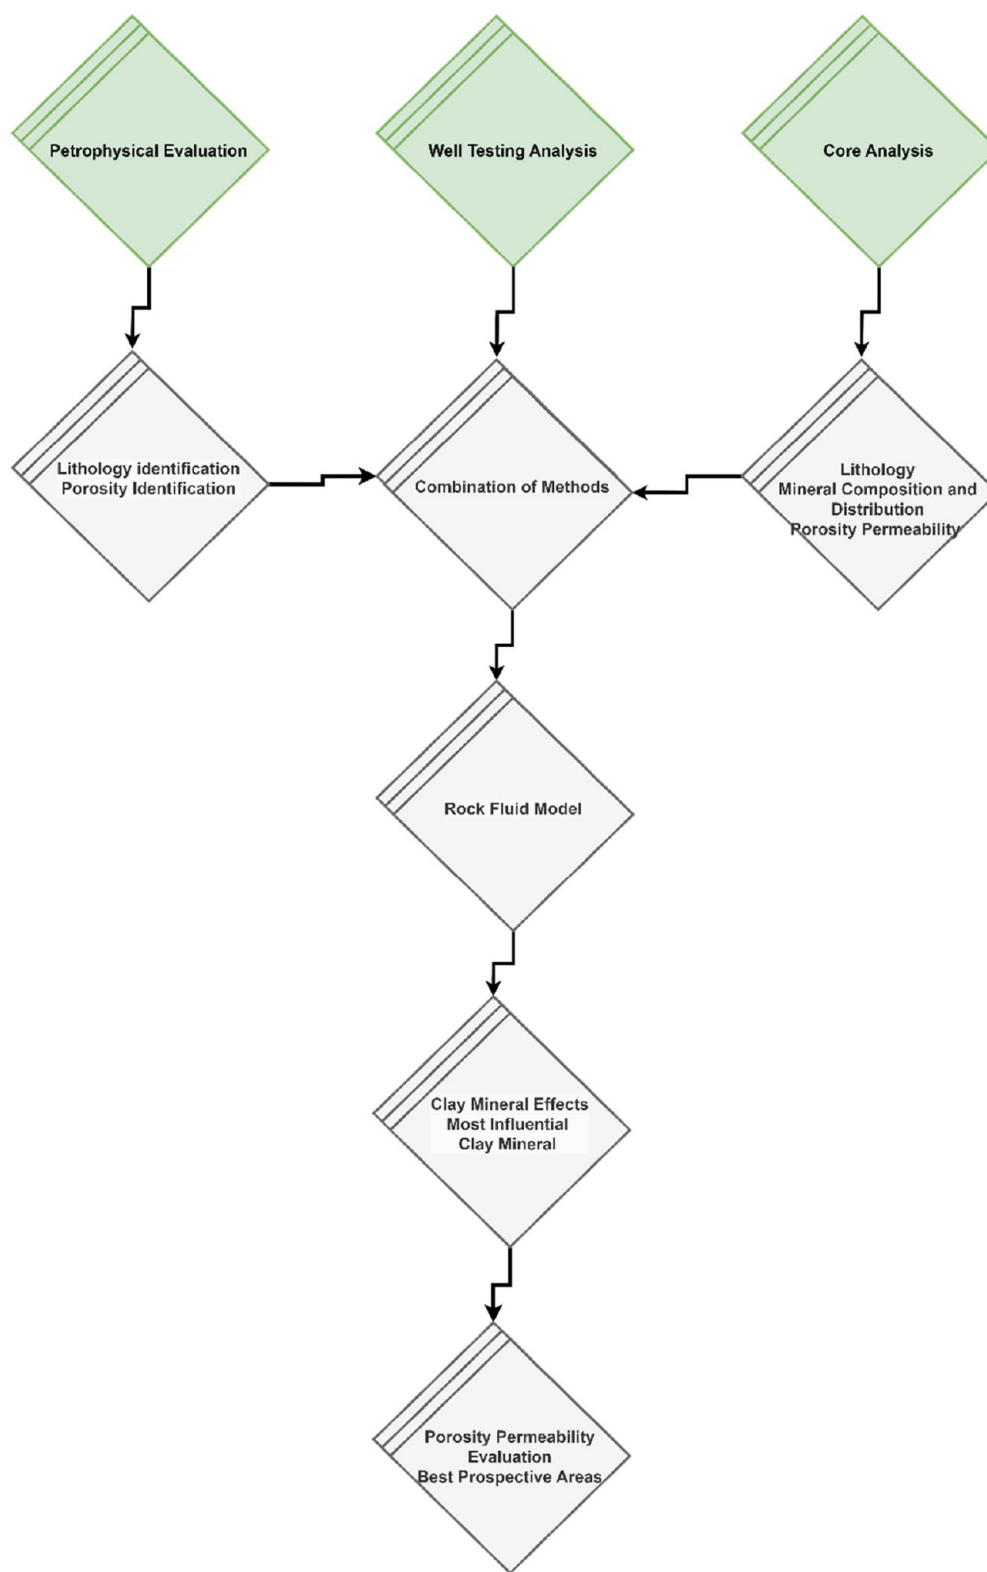 Petrophysical Evaluation
Well Testing Analysis
Core Analysis
Lithology identification
Porosity Identification
Combination of Methods
Lithology
Mineral Composition and
Distribution
Porosity Permeability
Rock Fluid Model
Clay Mineral Effects
Most Influential
Clay Mineral
Porosity Permeability
Evaluation
Best Prospective Areas